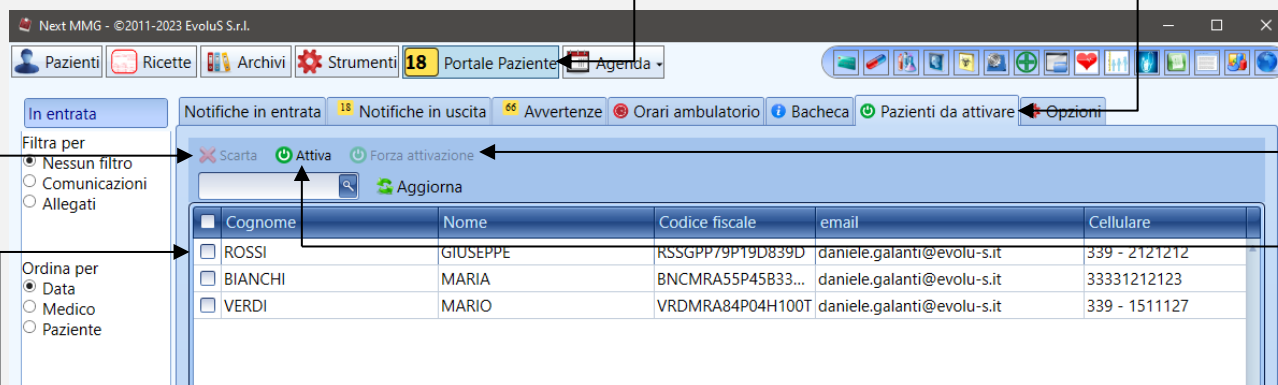 Next MMG - ©2011-2023 EvoluS S.r.l.
Pazienti Ricette Archivi Strumenti 18 Portale Paziente Agenda
In entrata
Notifiche in entrata 18 Notifiche in uscita 66 Avvertenze Orari ambulatorio Bacheca Pazienti da attivare Opzioni
Filtra per
Nessun filtro
Comunicazioni
Allegati
Ordina per
Data
Medico
Paziente
Scarta Attiva Forza attivazione
Aggiorna
Cognome Nome Codice fiscale email Cellulare
ROSSI GIUSEPPE RSSGPP79P19D839D daniele.galanti@evolu-s.it 339 - 2121212
BIANCHI MARIA BNCMRA55P45B33... daniele.galanti@evolu-s.it 33331212123
VERDI MARIO VRDMRA84P04H100T daniele.galanti@evolu-s.it 339 - 1511127